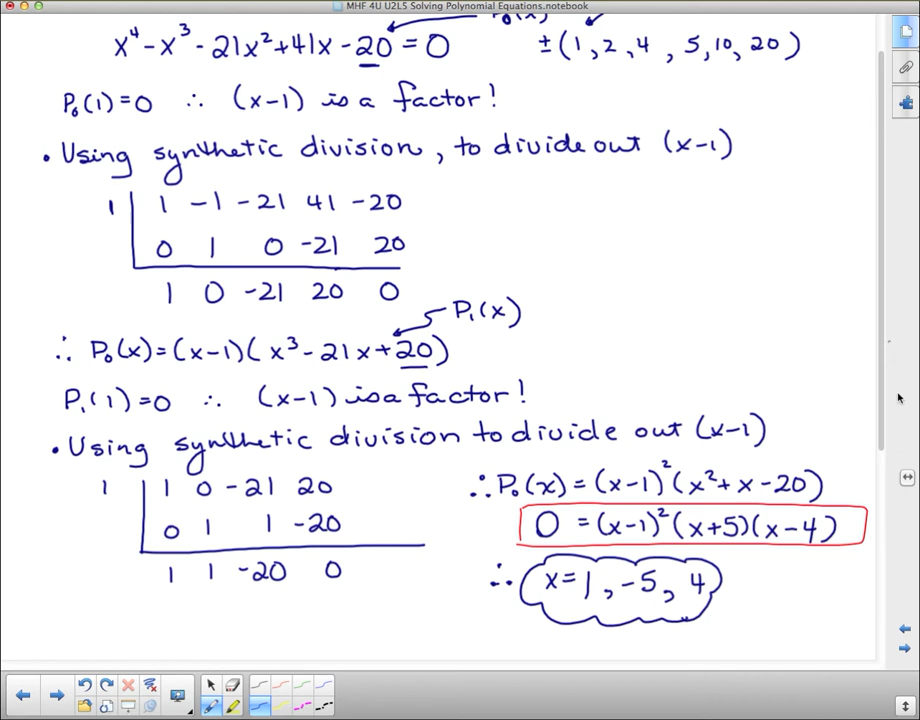 MHF 4U U2L5 Solving Polynomial Equations.notebook
P₀(x)
x⁴ - x³ - 21x² + 41x - 20 = 0
±(1, 2, 4, 5, 10, 20)
P₀(1) = 0 ∴ (x-1) is a factor!
• Using synthetic division, to divide out (x-1)
1 | 1 -1 -21 41 -20
0 1 0 -21 20
1 0 -21 20 0
P₁(x)
∴ P₀(x) = (x-1)(x³ - 21x + 20)
P₁(1) = 0 ∴ (x-1) is a factor!
• Using synthetic division to divide out (x-1)
1 | 1 0 -21 20
0 1 1 -20
1 1 -20 0
∴ P₀(x) = (x-1)²(x² + x - 20)
0 = (x-1)²(x+5)(x-4)
∴ x = 1, -5, 4